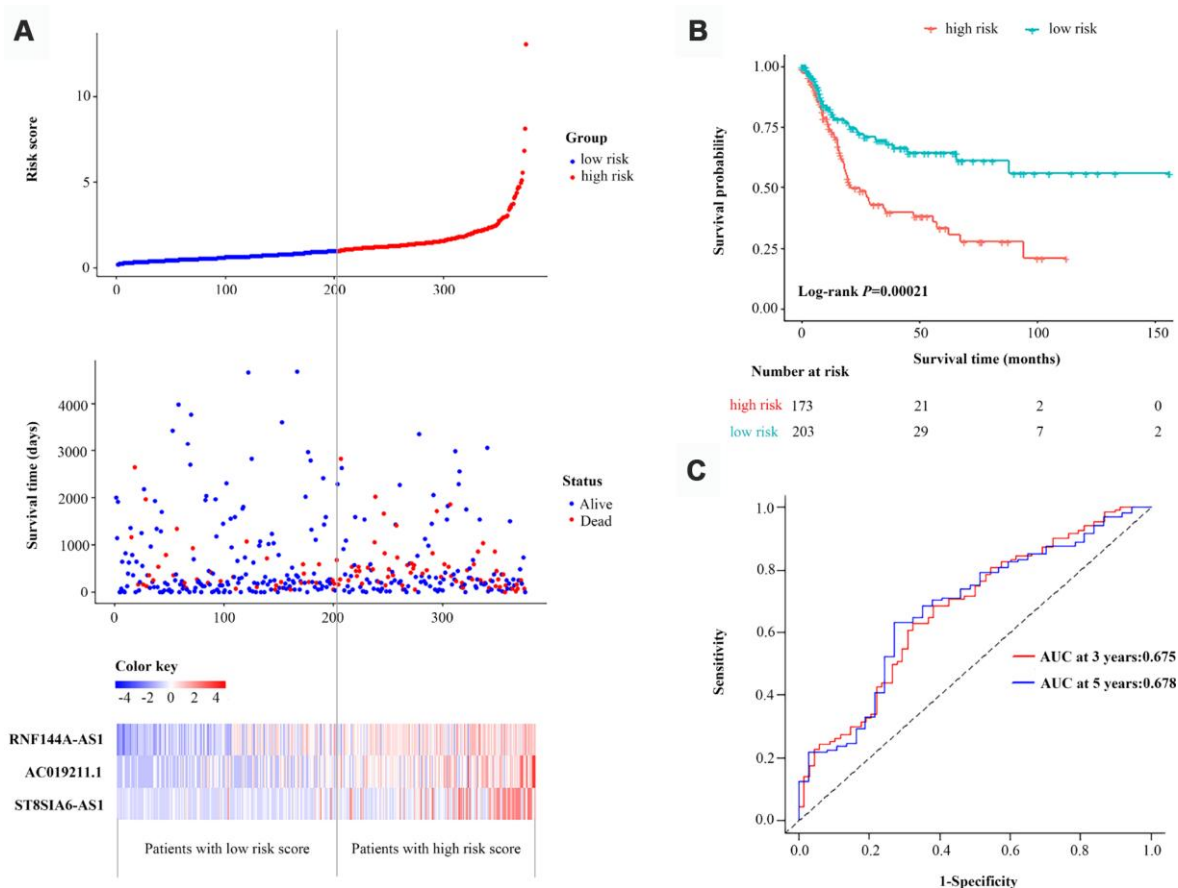 A
Risk score
10
5
0
0 100 200 300
Group
low risk
high risk
Survival time (days)
4000
3000
2000
1000
0
0 100 200 300
Status
Alive
Dead
Color key
-4 -2 0 2 4
RNF144A-AS1
AC019211.1
ST8SIA6-AS1
Patients with low risk score Patients with high risk score
B
high risk low risk
Survival probability
1.00
0.75
0.50
0.25
0.00
Log-rank P=0.00021
0 50 100 150
Survival time (months)
Number at risk
high risk 173 21 2 0
low risk 203 29 7 2
C
Sensitivity
1.0
0.8
0.6
0.4
0.2
0.0
AUC at 3 years:0.675
AUC at 5 years:0.678
0.0 0.2 0.4 0.6 0.8 1.0
1-Specificity